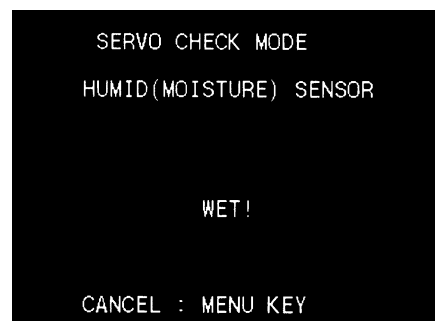 SERVO CHECK MODE
HUMID(MOISTURE) SENSOR
WET!
CANCEL : MENU KEY